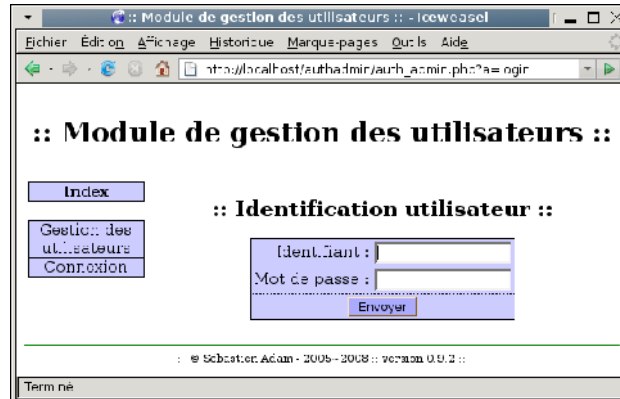 :: Module de gestion des utilisateurs :: - Iceweasel
Fichier Édition Affichage Historique Marque-pages Outils Aide
http://localhost/authadmin/auth_admin.php?a=login
:: Module de gestion des utilisateurs ::
Index
Gestion des
utilisateurs
Connexion
:: Identification utilisateur ::
Identifiant :
Mot de passe :
Envoyer
:: © Sébastien Adam - 2005-2008 :: version 0.9.2 ::
Terminé